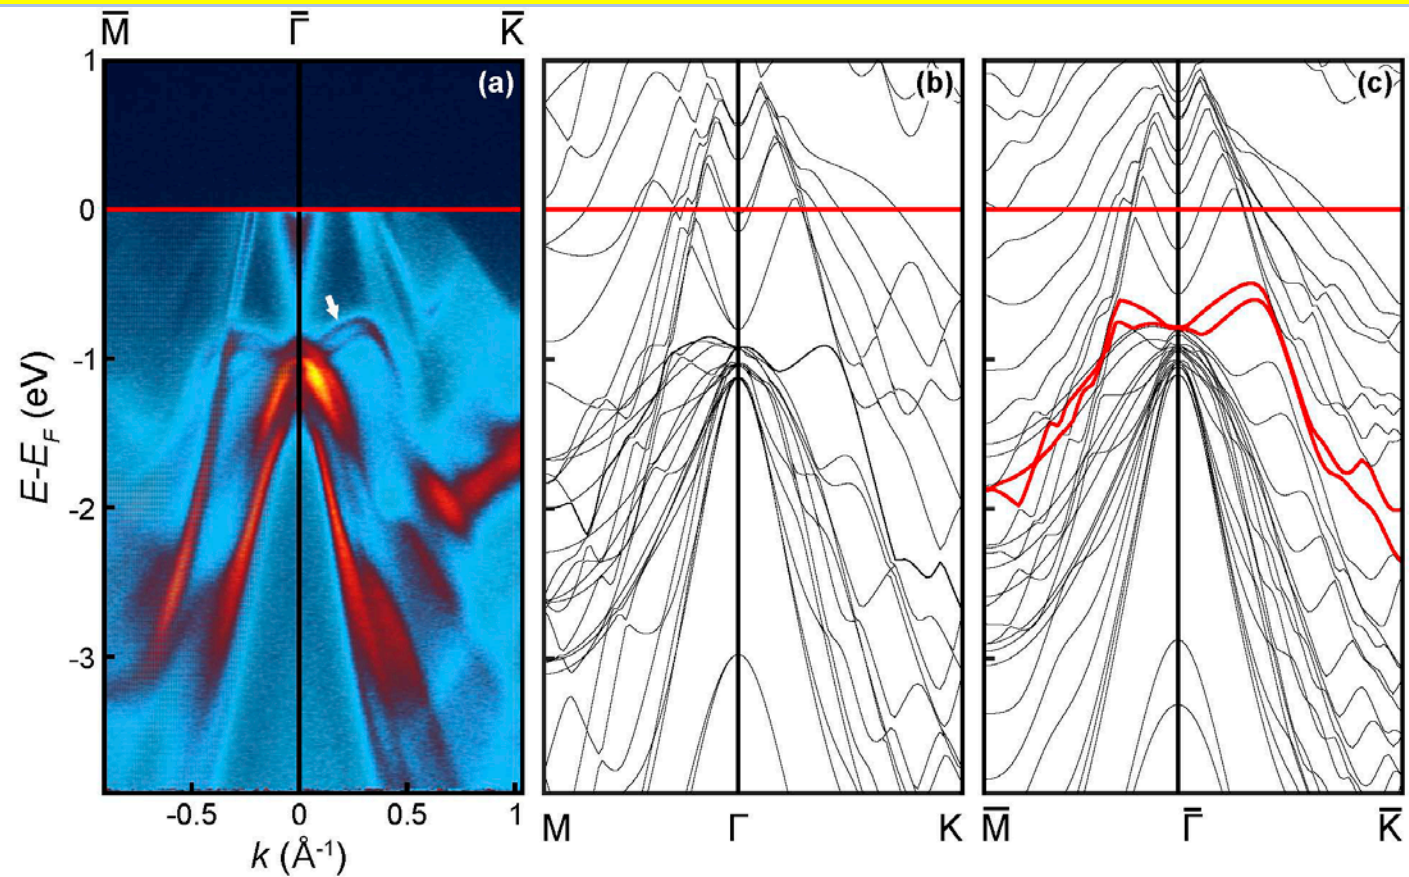 M̅ Γ̅ K̅
(a) (b) (c)
1
0
-1
-2
-3
E-E_F (eV)
-0.5 0 0.5 1
k (Å⁻¹)
M Γ K
M̅ Γ̅ K̅